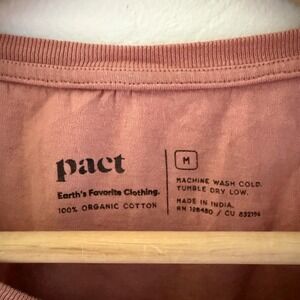 pact
Earth's Favorite Clothing.
100% ORGANIC COTTON
M
MACHINE WASH COLD.
TUMBLE DRY LOW.
MADE IN INDIA.
RN 128480 / CU 832194